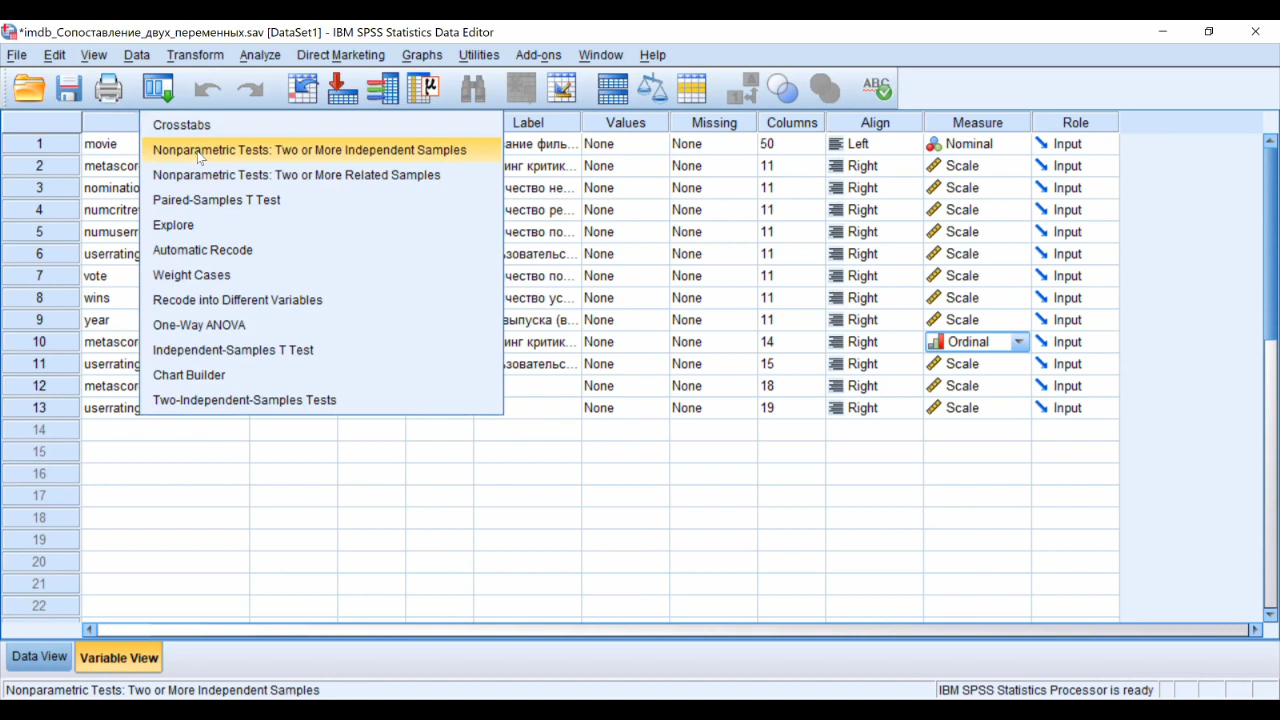 *imdb_Сопоставление_двух_переменных.sav [DataSet1] - IBM SPSS Statistics Data Editor
File Edit View Data Transform Analyze Direct Marketing Graphs Utilities Add-ons Window Help
ABC
Label Values Missing Columns Align Measure Role
1 movie ание филь... None None 50 Left Nominal Input
2 metascor нг критик... None None 11 Right Scale Input
3 nominatio чество не... None None 11 Right Scale Input
4 numcritre чество ре... None None 11 Right Scale Input
5 numuserr чество по... None None 11 Right Scale Input
6 userrating зовательс... None None 11 Right Scale Input
7 vote чество по... None None 11 Right Scale Input
8 wins чество ус... None None 11 Right Scale Input
9 year выпуска (в... None None 11 Right Scale Input
10 metascor нг критик... None None 14 Right Ordinal Input
11 userrating зовательс... None None 15 Right Scale Input
12 metascor None None 18 Right Scale Input
13 userrating None None 19 Right Scale Input
14
15
16
17
18
19
20
21
22
Crosstabs
Nonparametric Tests: Two or More Independent Samples
Nonparametric Tests: Two or More Related Samples
Paired-Samples T Test
Explore
Automatic Recode
Weight Cases
Recode into Different Variables
One-Way ANOVA
Independent-Samples T Test
Chart Builder
Two-Independent-Samples Tests
Data View Variable View
Nonparametric Tests: Two or More Independent Samples IBM SPSS Statistics Processor is ready